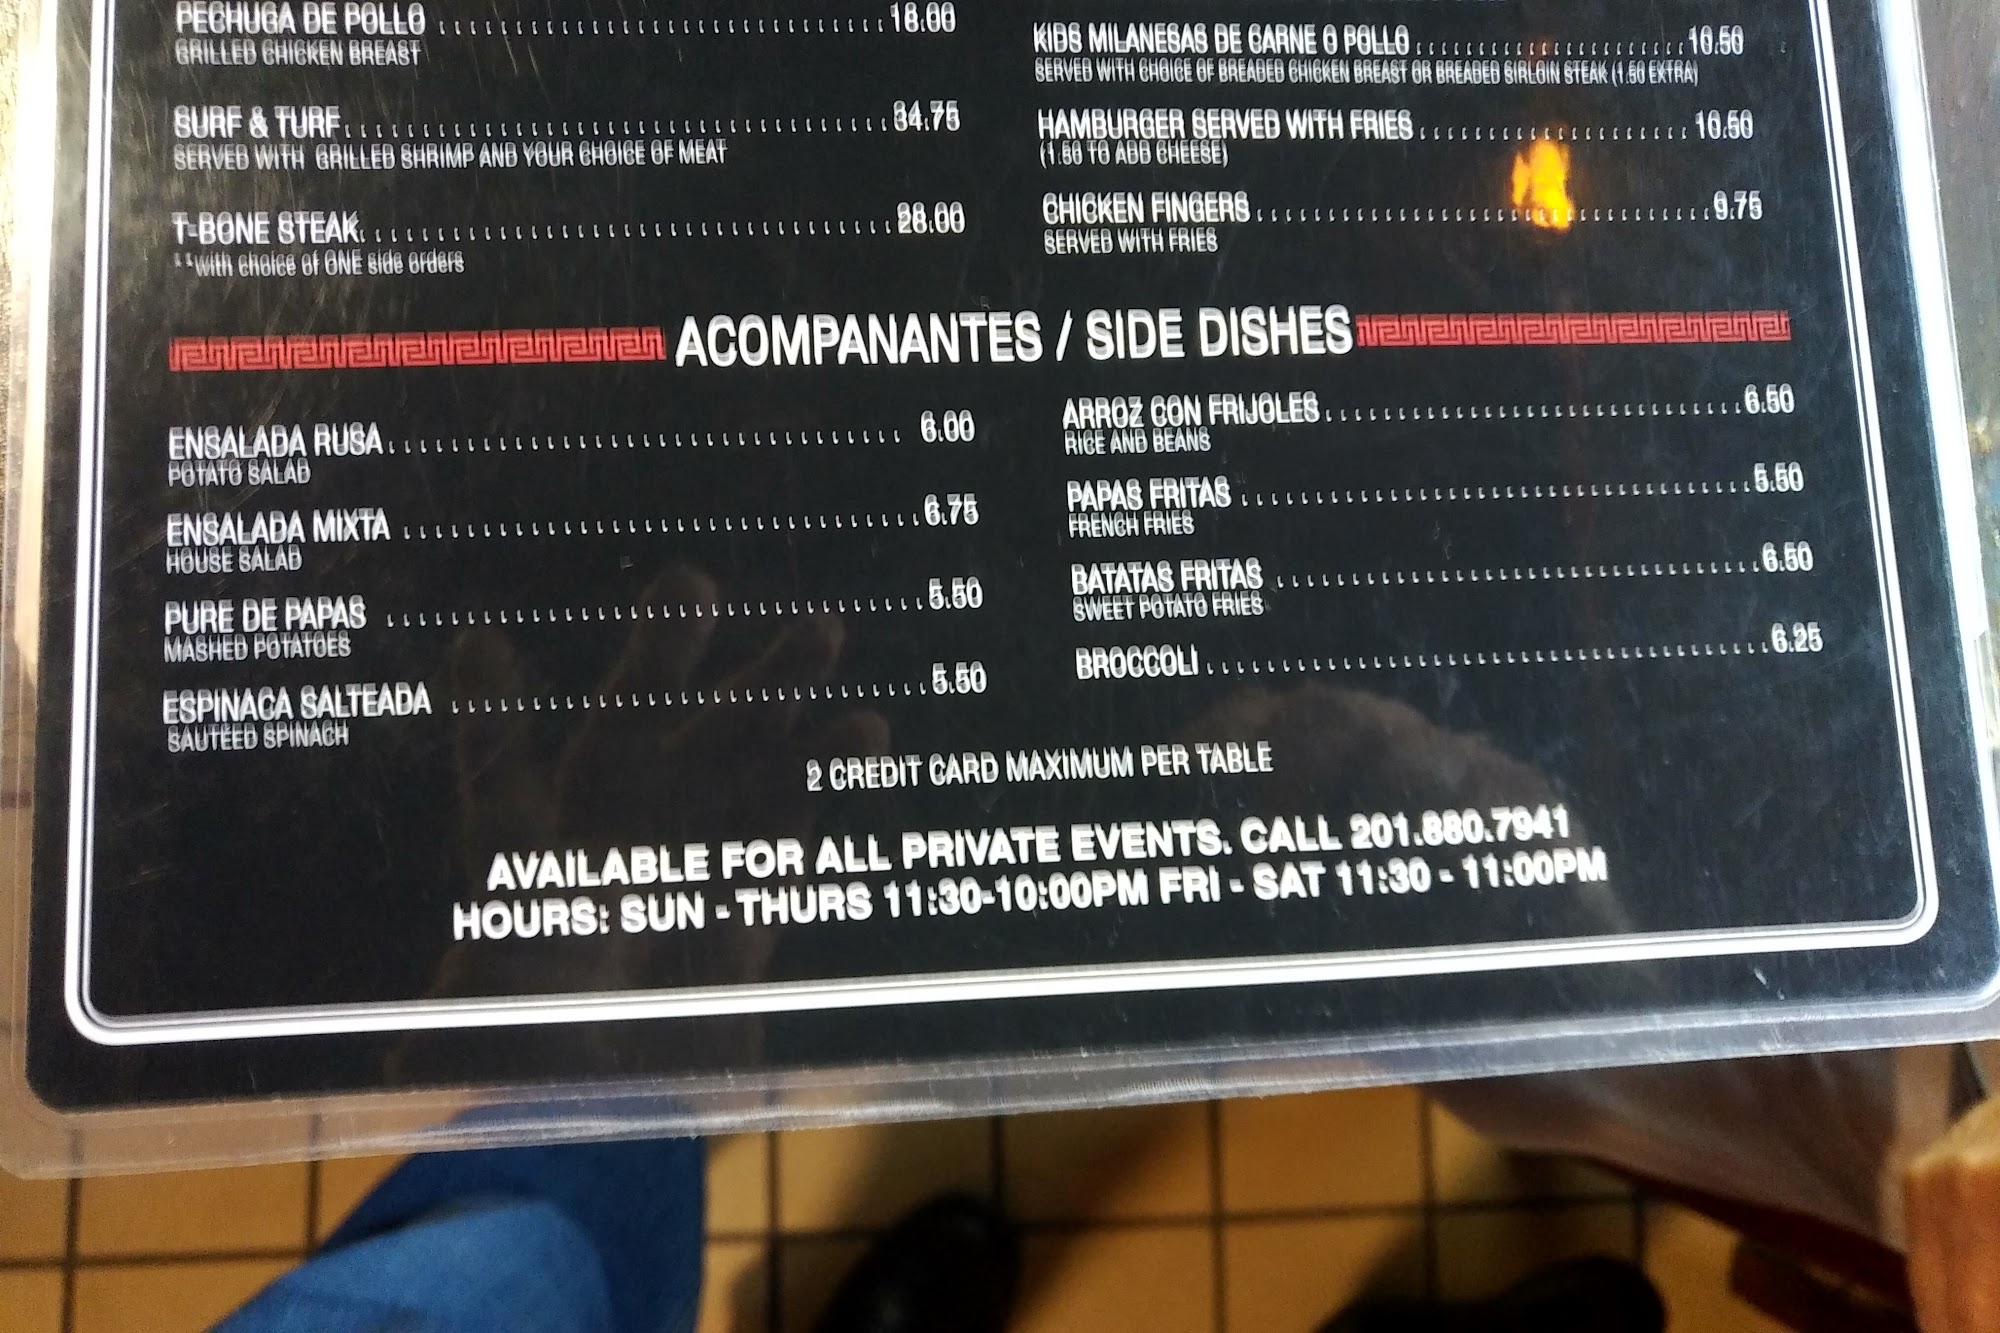 PECHUGA DE POLLO 18.00
GRILLED CHICKEN BREAST
SURF & TURF 34.75
SERVED WITH GRILLED SHRIMP AND YOUR CHOICE OF MEAT
T-BONE STEAK 28.00
**with choice of ONE side orders
KIDS MILANESAS DE CARNE O POLLO 10.50
SERVED WITH CHOICE OF BREADED CHICKEN BREAST OR BREADED SIRLOIN STEAK (1.50 EXTRA)
HAMBURGER SERVED WITH FRIES 10.50
(1.50 TO ADD CHEESE)
CHICKEN FINGERS 9.75
SERVED WITH FRIES
ACOMPANANTES / SIDE DISHES
ENSALADA RUSA 6.00
POTATO SALAD
ENSALADA MIXTA 6.75
HOUSE SALAD
PURE DE PAPAS 5.50
MASHED POTATOES
ESPINACA SALTEADA 5.50
SAUTÉED SPINACH
ARROZ CON FRIJOLES 6.50
RICE AND BEANS
PAPAS FRITAS 5.50
FRENCH FRIES
BATATAS FRITAS 6.50
SWEET POTATO FRIES
BROCCOLI 6.25
2 CREDIT CARD MAXIMUM PER TABLE
AVAILABLE FOR ALL PRIVATE EVENTS. CALL 201.880.7941
HOURS: SUN - THURS 11:30-10:00PM FRI - SAT 11:30 - 11:00PM